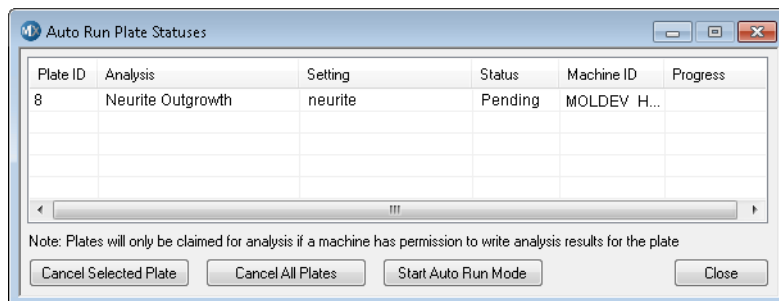 MX Auto Run Plate Statuses
Plate ID Analysis Setting Status Machine ID Progress
8 Neurite Outgrowth neurite Pending MOLDEV H...
Note: Plates will only be claimed for analysis if a machine has permission to write analysis results for the plate
Cancel Selected Plate Cancel All Plates Start Auto Run Mode Close